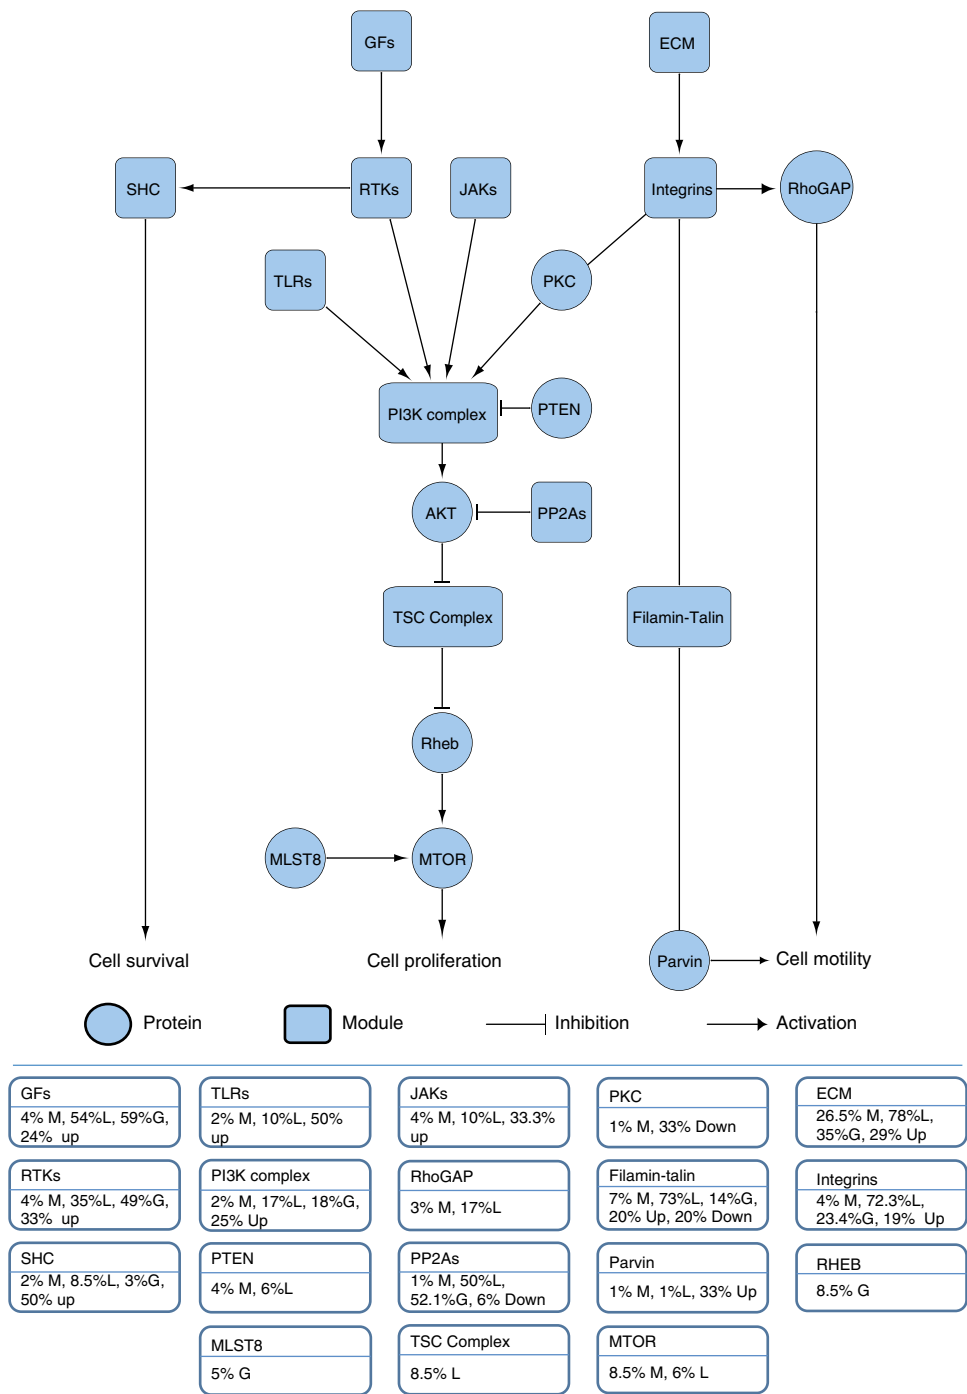 GFs
ECM
SHC
RTKs
JAKs
Integrins
RhoGAP
TLRs
PKC
PI3K complex
PTEN
AKT
PP2As
TSC Complex
Filamin-Talin
Rheb
MLST8
MTOR
Cell survival
Cell proliferation
Parvin
Cell motility
Protein
Module
Inhibition
Activation
GFs
4% M, 54%L, 59%G,
24% up
TLRs
2% M, 10%L, 50%
up
JAKs
4% M, 10%L, 33.3%
up
PKC
1% M, 33% Down
ECM
26.5% M, 78%L,
35%G, 29% Up
RTKs
4% M, 35%L, 49%G,
33% up
PI3K complex
2% M, 17%L, 18%G,
25% Up
RhoGAP
3% M, 17%L
Filamin-talin
7% M, 73%L, 14%G,
20% Up, 20% Down
Integrins
4% M, 72.3%L,
23.4%G, 19% Up
SHC
2% M, 8.5%L, 3%G,
50% up
PTEN
4% M, 6%L
PP2As
1% M, 50%L,
52.1%G, 6% Down
Parvin
1% M, 1%L, 33% Up
RHEB
8.5% G
MLST8
5% G
TSC Complex
8.5% L
MTOR
8.5% M, 6% L